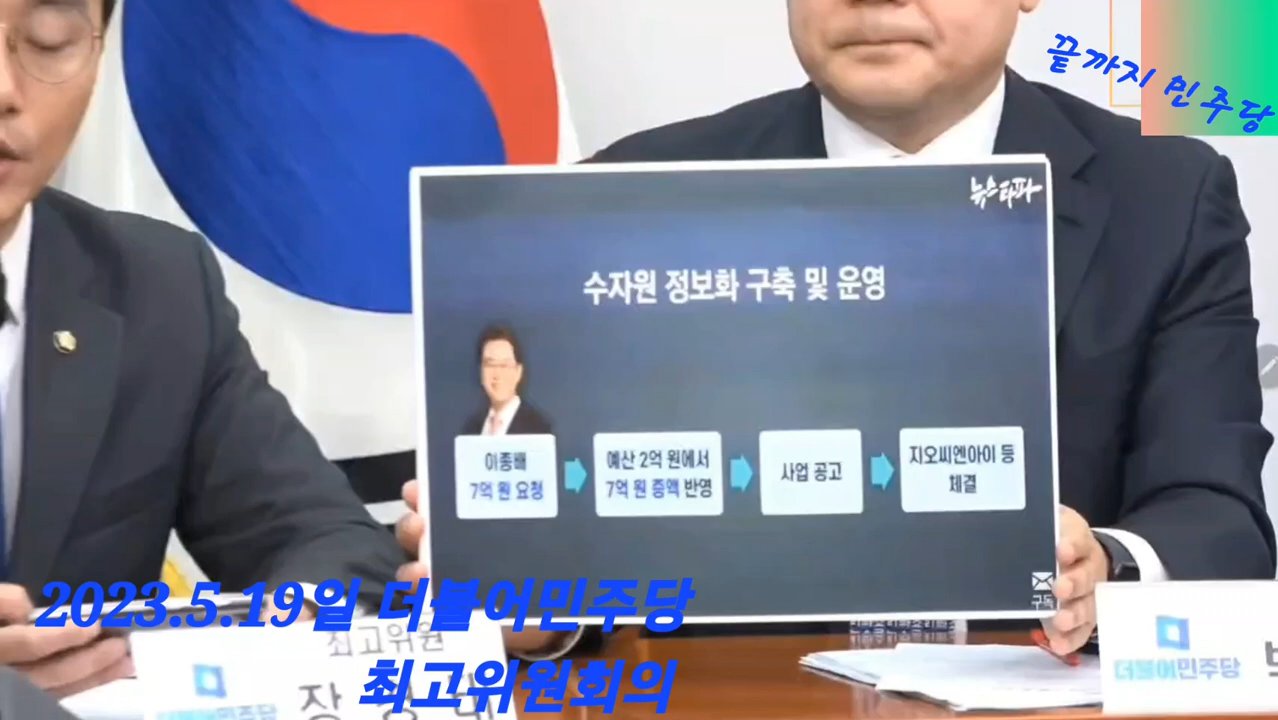 끝까지 민주당
뉴스타파
수자원 정보화 구축 및 운영
이종배
7억 원 요청
예산 2억 원에서
7억 원 증액 반영
사업 공고
지오씨엔아이 등
체결
구독
2023.5.19일 더불어민주당
최고위원회의
최고위원
더불어민주당
장
더불어민주당